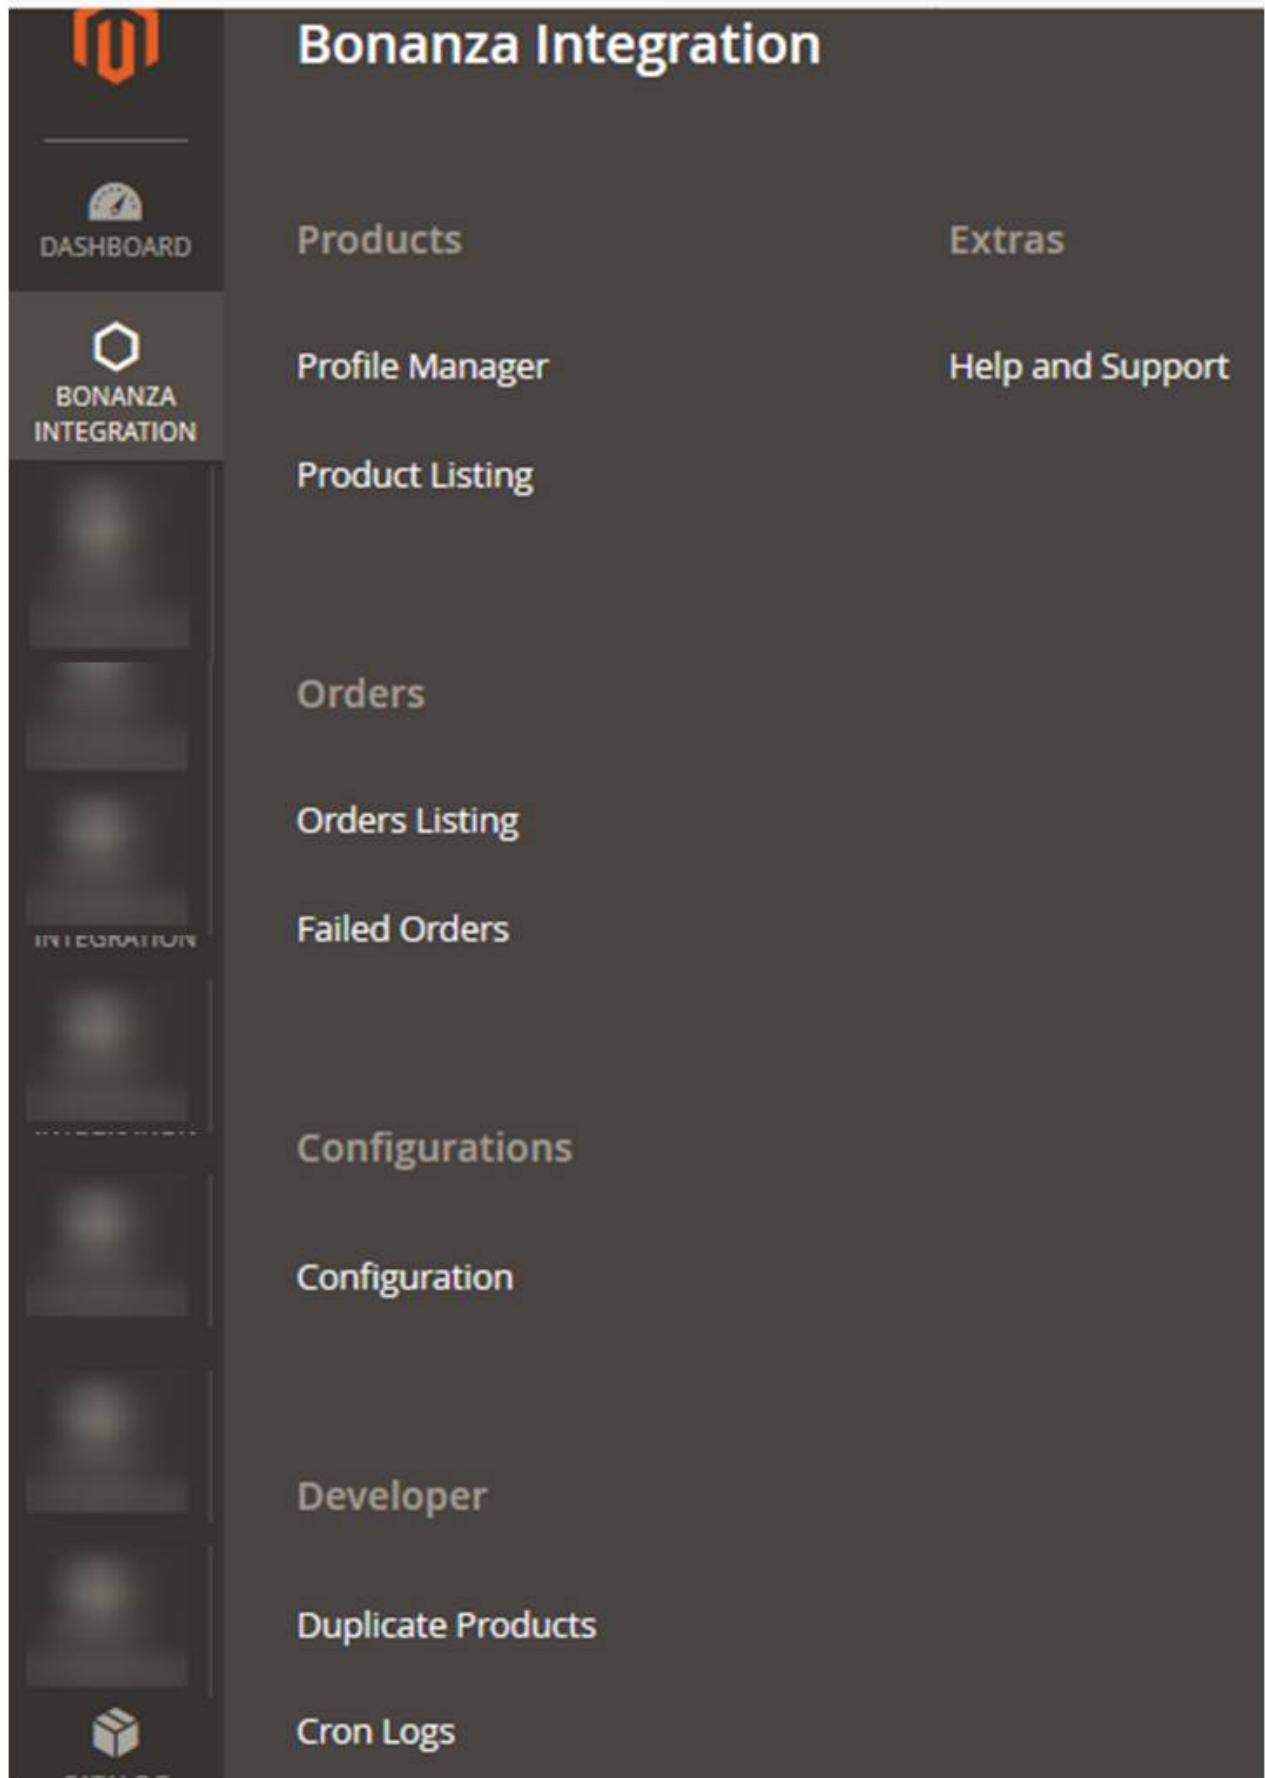 Bonanza Integration
DASHBOARD
BONANZA
INTEGRATION
INTEGRATION
Products
Profile Manager
Product Listing
Orders
Orders Listing
Failed Orders
Configurations
Configuration
Developer
Duplicate Products
Cron Logs
Extras
Help and Support